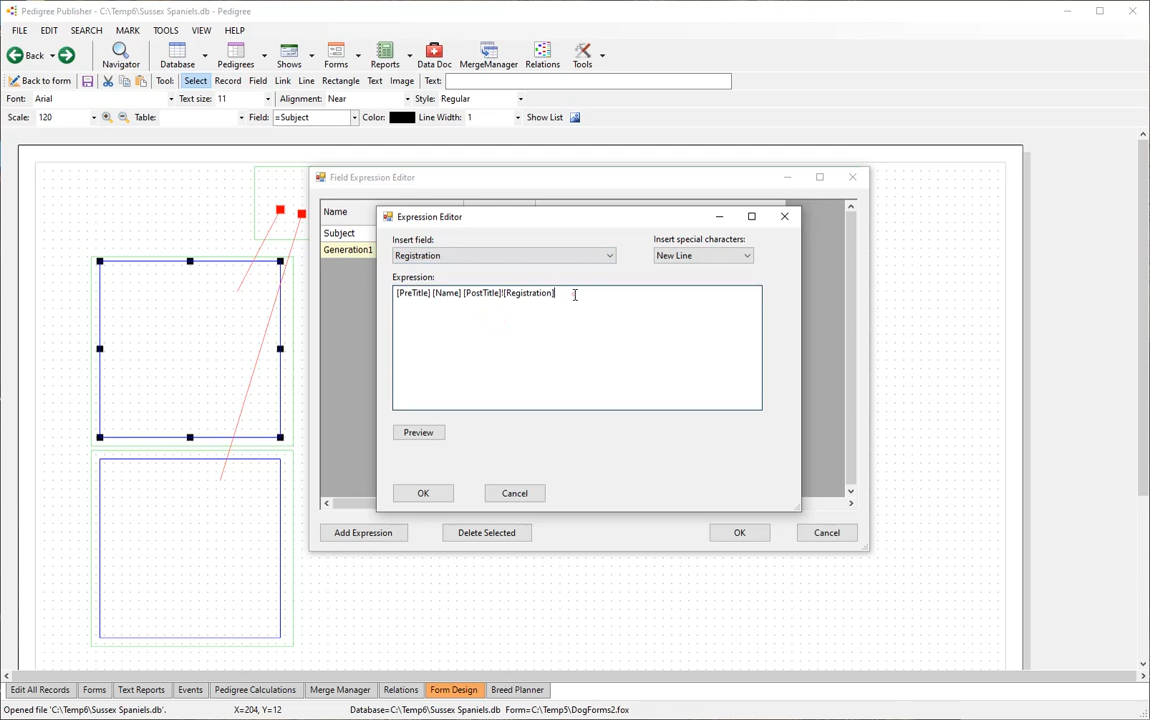 Pedigree Publisher - C:\Temp6\Sussex Spaniels.db - Pedigree
FILE EDIT SEARCH MARK TOOLS VIEW HELP
Back Navigator Database Pedigrees Shows Forms Reports Data Doc MergeManager Relations Tools
Back to form Tool: Select Record Field Link Line Rectangle Text Image Text:
Font: Arial Text size: 11 Alignment: Near Style: Regular
Scale: 120 Table: Field: =Subject Color: Line Width: 1 Show List
Field Expression Editor
Name
Subject
Generation1
Expression Editor
Insert field: Insert special characters:
Registration New Line
Expression:
[PreTitle] [Name] [PostTitle]![Registration]
Preview
OK Cancel
Add Expression Delete Selected OK Cancel
Edit All Records Forms Text Reports Events Pedigree Calculations Merge Manager Relations Form Design Breed Planner
Opened file 'C:\Temp6\Sussex Spaniels.db'. X=204, Y=12 Database=C:\Temp6\Sussex Spaniels.db Form=C:\Temp5\DogForms2.fox